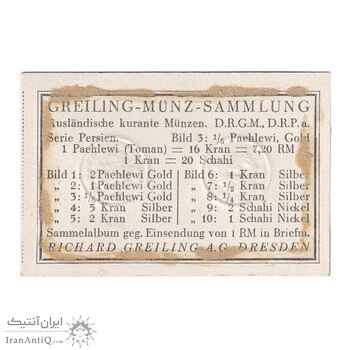 GREILING-MÜNZ-SAMMLUNG
Ausländische kurante Münzen. D.R.G.M., D.R.P. a.
Serie Persien. Bild 3: 1/5 Paehlewi, Gold
1 Paehlewi (Toman) = 16 Kran = 7,20 RM
1 Kran = 20 Schahi
Bild 1: 2 Paehlewi Gold Bild 6: 1 Kran Silber
„ 2: 1 Paehlewi Gold „ 7: 1/2 Kran Silber
„ 3: 1/5 Paehlewi Gold „ 8: 1/4 Kran Silber
„ 4: 5 Kran Silber „ 9: 2 Schahi Nickel
„ 5: 2 Kran Silber „ 10: 1 Schahi Nickel
Sammelalbum geg. Einsendung von 1 RM in Briefm.
RICHARD GREILING A.G. DRESDEN
ایران آنتیک
IranAntiQ.com